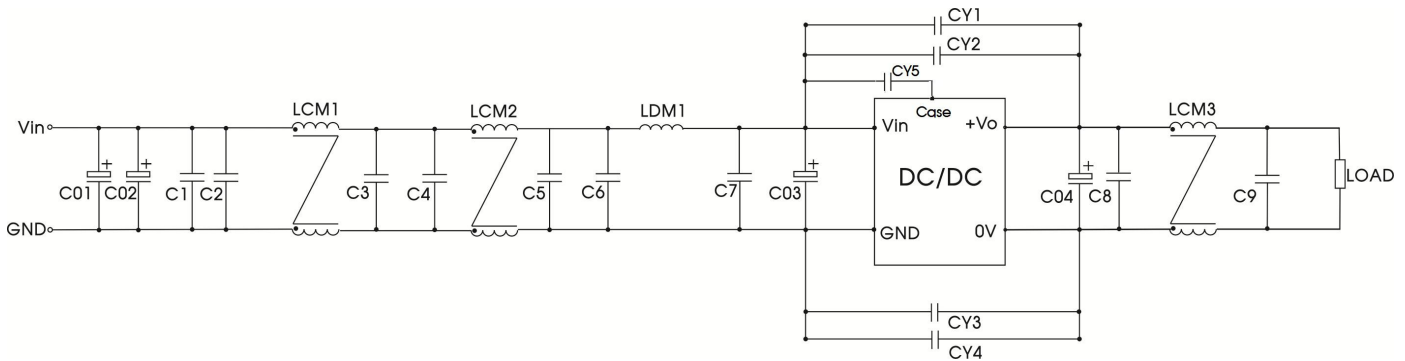 CY1
CY2
CY5
LCM1
LCM2
LDM1
LCM3
Case
Vin
Vin
+Vo
+
+
+
+
DC/DC
C01
C02
C1
C2
C3
C4
C5
C6
C7
C03
C04
C8
C9
LOAD
GND
GND
0V
CY3
CY4